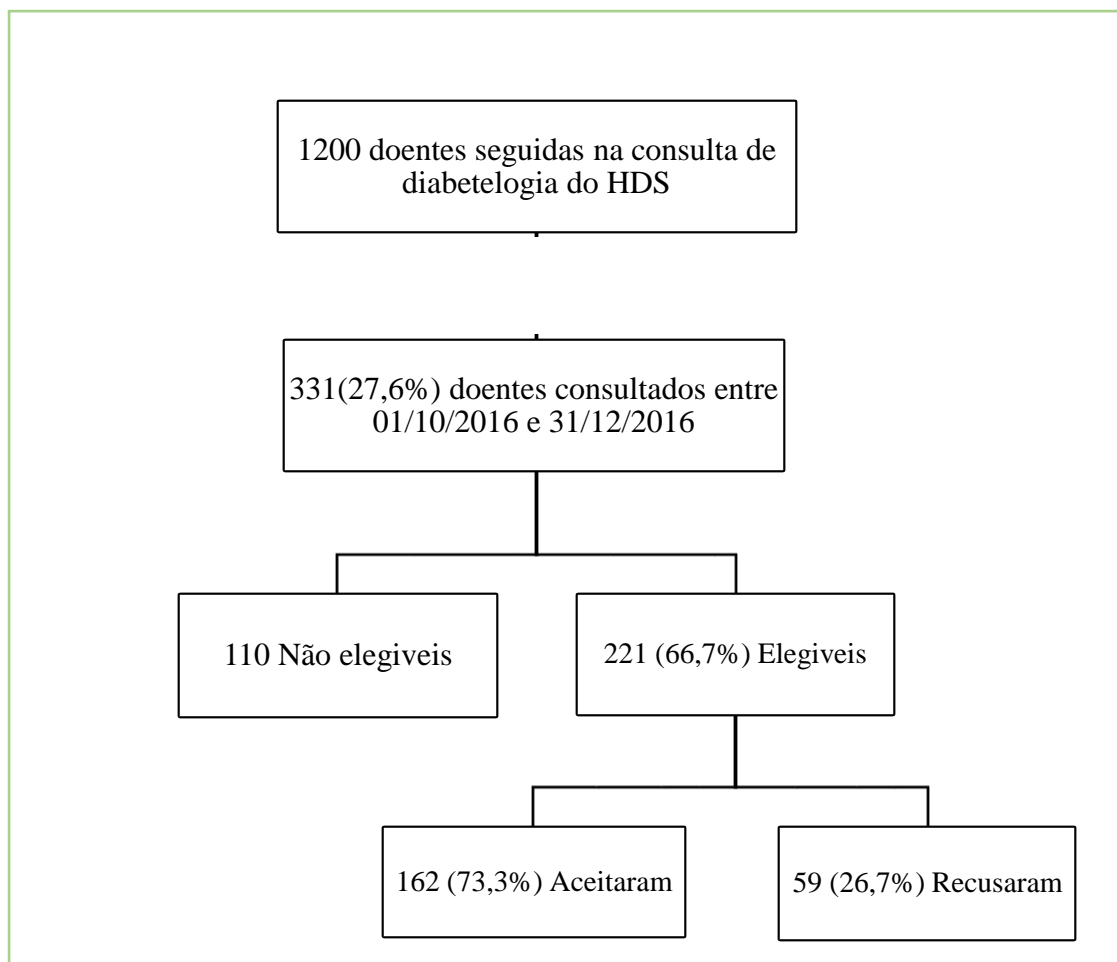 1200 doentes seguidas na consulta de
diabetelogia do HDS
331(27,6%) doentes consultados entre
01/10/2016 e 31/12/2016
110 Não elegiveis
221 (66,7%) Elegiveis
162 (73,3%) Aceitaram
59 (26,7%) Recusaram